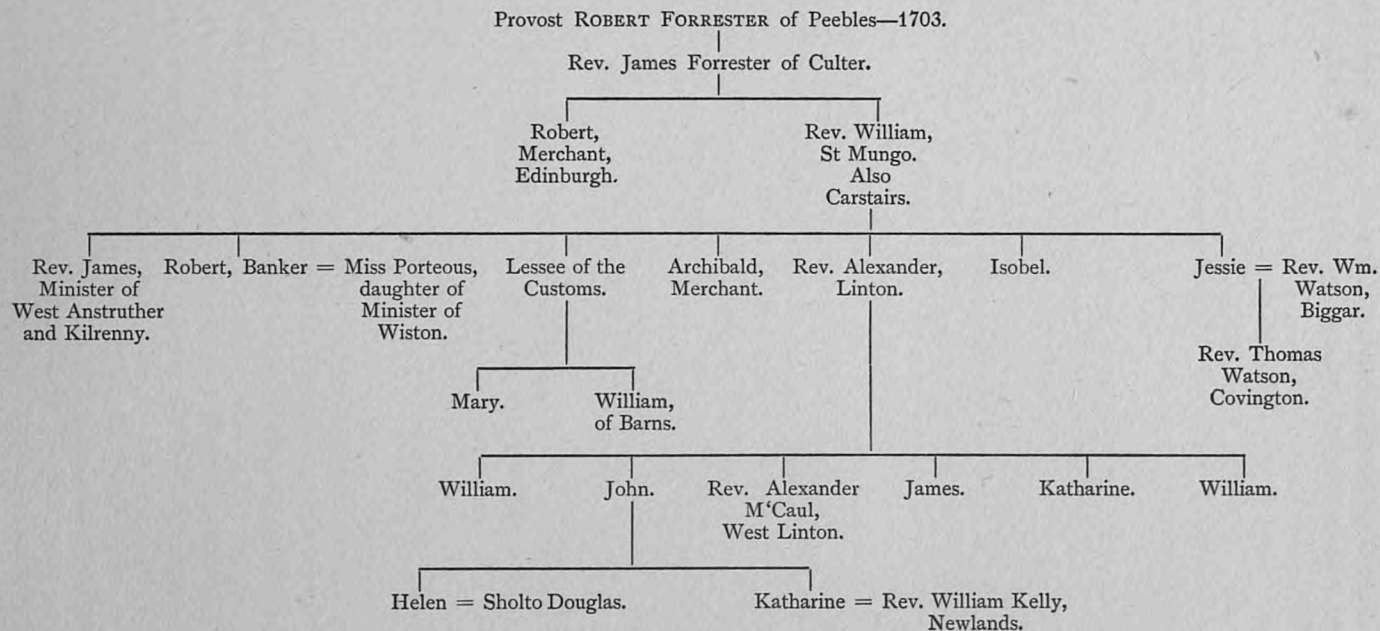 Provost ROBERT FORRESTER of Peebles—1703.
Rev. James Forrester of Culter.
Robert,
Merchant,
Edinburgh.
Rev. William,
St Mungo.
Also
Carstairs.
Rev. James,
Minister of
West Anstruther
and Kilrenny.
Robert, Banker = Miss Porteous,
daughter of
Minister of
Wiston.
Lessee of the
Customs.
Archibald,
Merchant.
Rev. Alexander,
Linton.
Isobel.
Jessie = Rev. Wm.
Watson,
Biggar.
Rev. Thomas
Watson,
Covington.
Mary.
William,
of Barns.
William.
John.
Rev. Alexander
M‘Caul,
West Linton.
James.
Katharine.
William.
Helen = Sholto Douglas.
Katharine = Rev. William Kelly,
Newlands.